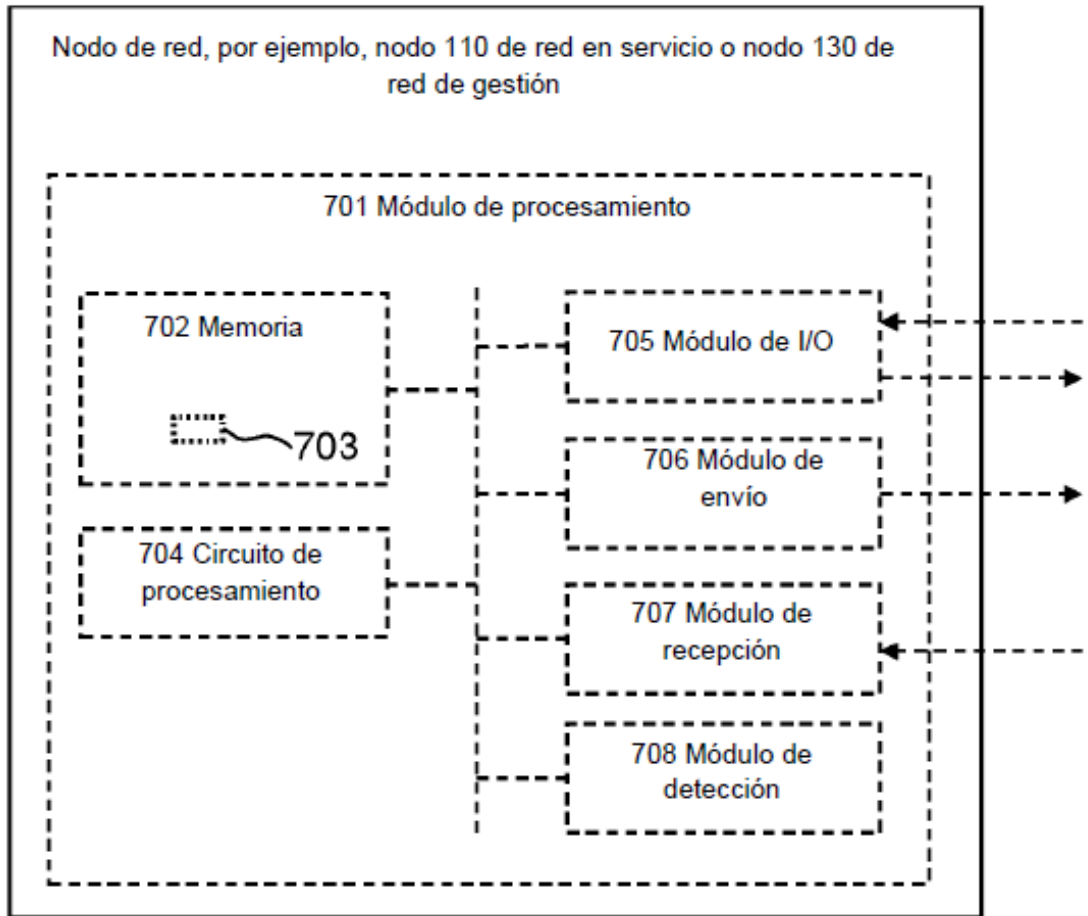 Nodo de red, por ejemplo, nodo 110 de red en servicio o nodo 130 de
red de gestión
701 Módulo de procesamiento
702 Memoria
703
704 Circuito de
procesamiento
705 Módulo de I/O
706 Módulo de
envío
707 Módulo de
recepción
708 Módulo de
detección